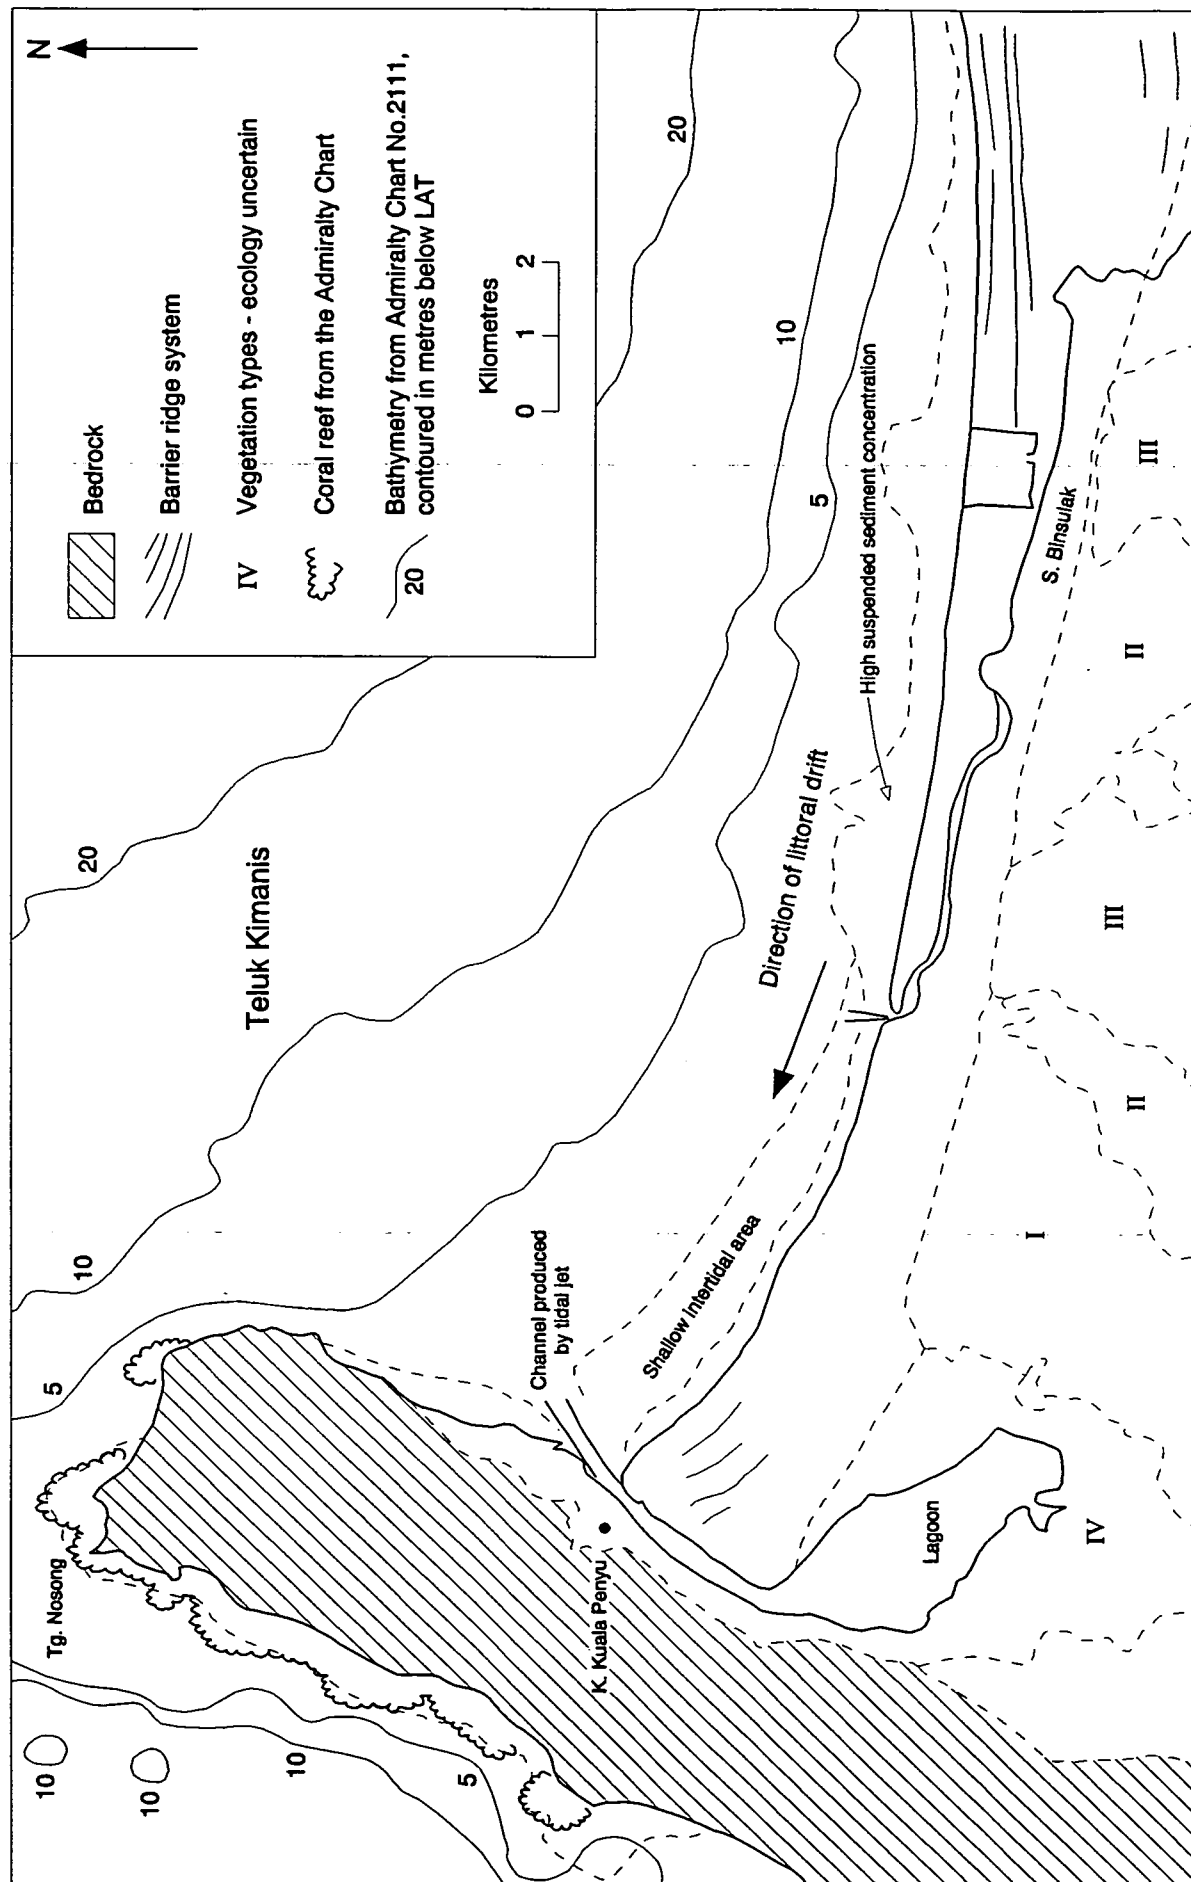 N
Bedrock
Barrier ridge system
IV
Vegetation types - ecology uncertain
Coral reef from the Admiralty Chart
20
Bathymetry from Admiralty Chart No.2111,
contoured in metres below LAT
Kilometres
0 1 2
Tg. Nosong
10
10
10
5
5
10
20
Teluk Kimanis
20
10
5
K. Kuala Penyu
Channel produced
by tidal jet
Shallow intertidal area
Direction of littoral drift
High suspended sediment concentration
Lagoon
S. Binsulak
IV
I
II
III
II
III